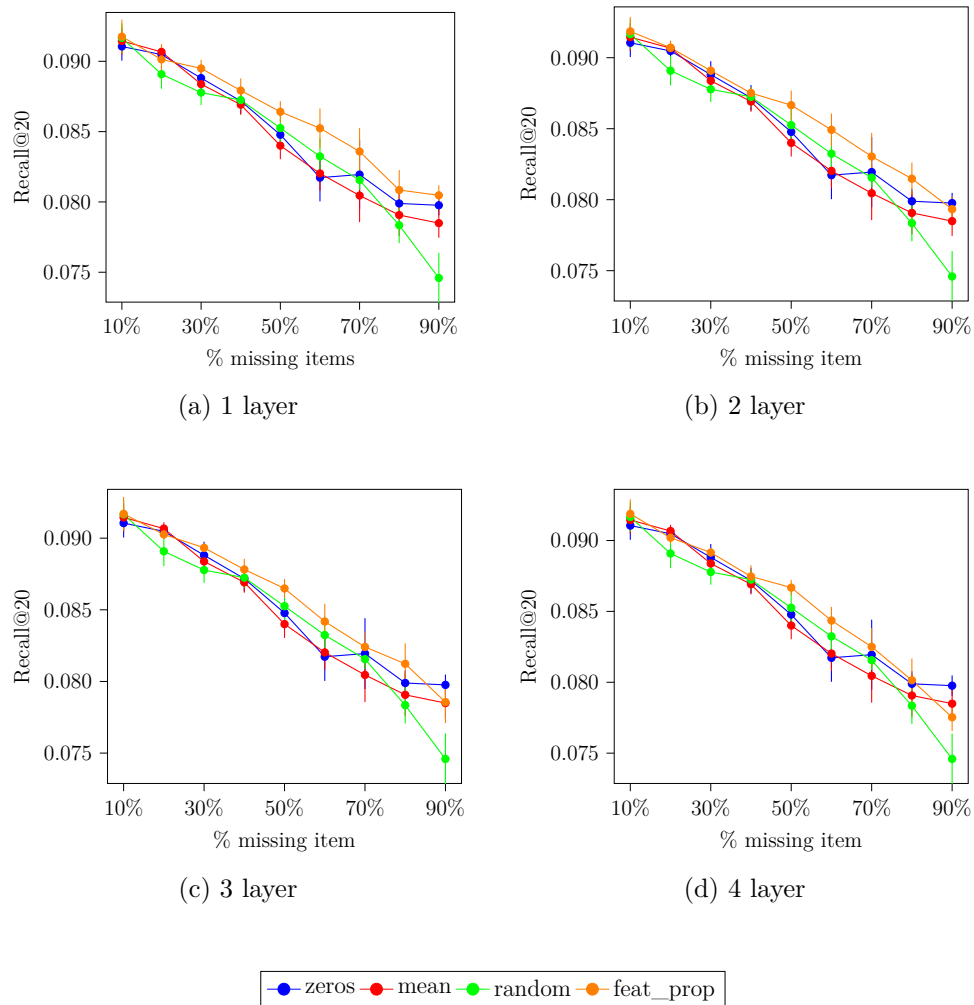 0.090
0.085
0.080
0.075
Recall@20
10% 30% 50% 70% 90%
% missing items
(a) 1 layer
0.090
0.085
0.080
0.075
Recall@20
10% 30% 50% 70% 90%
% missing item
(b) 2 layer
0.090
0.085
0.080
0.075
Recall@20
10% 30% 50% 70% 90%
% missing item
(c) 3 layer
0.090
0.085
0.080
0.075
Recall@20
10% 30% 50% 70% 90%
% missing item
(d) 4 layer
zeros mean random feat_prop